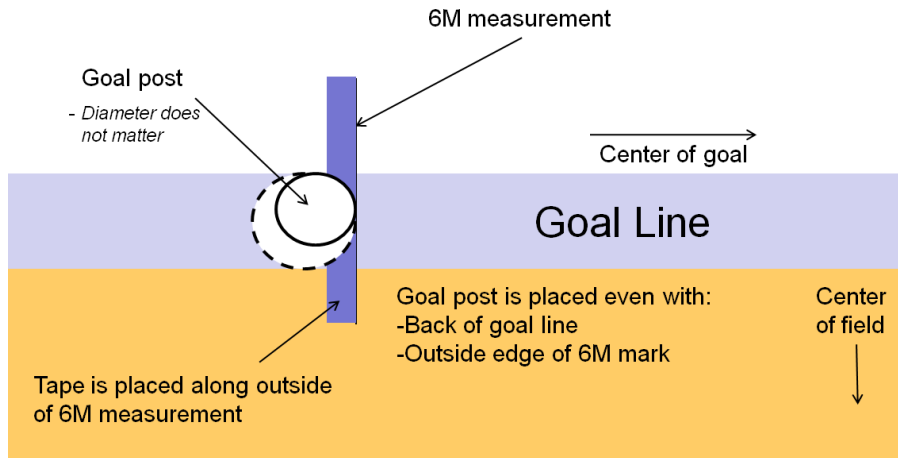 6M measurement
Goal post
- Diameter does
not matter
Center of goal
Goal Line
Goal post is placed even with:
-Back of goal line
-Outside edge of 6M mark
Center
of field
Tape is placed along outside
of 6M measurement